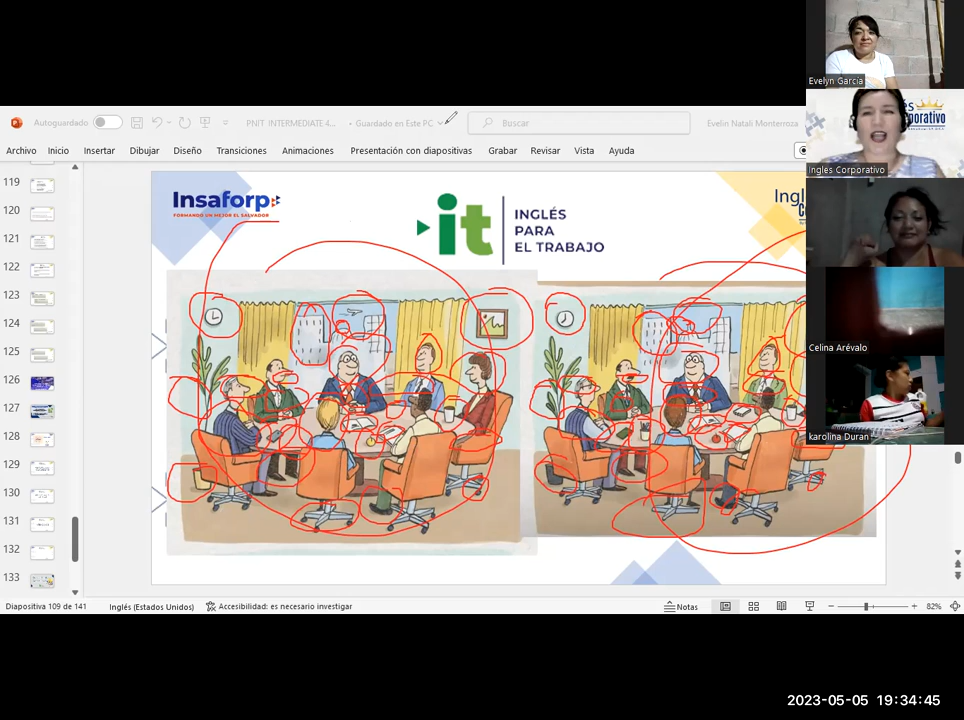 Autoguardado
PNIT_INTERMEDIATE 4... • Guardado en Este PC
Buscar
Evelin Natali Monterroza
Archivo Inicio Insertar Dibujar Diseño Transiciones Animaciones Presentación con diapositivas Grabar Revisar Vista Ayuda
119
120
121
122
123
124
125
126
127
128
129
130
131
132
133
Insaforp
FORMANDO UN MEJOR EL SALVADOR
it
INGLÉS
PARA
EL TRABAJO
Evelyn García
Ingles Corporativo
Celina Arévalo
karolina Duran
Diapositiva 109 de 141
Inglés (Estados Unidos)
Accesibilidad: es necesario investigar
Notas
82%
2023-05-05 19:34:45